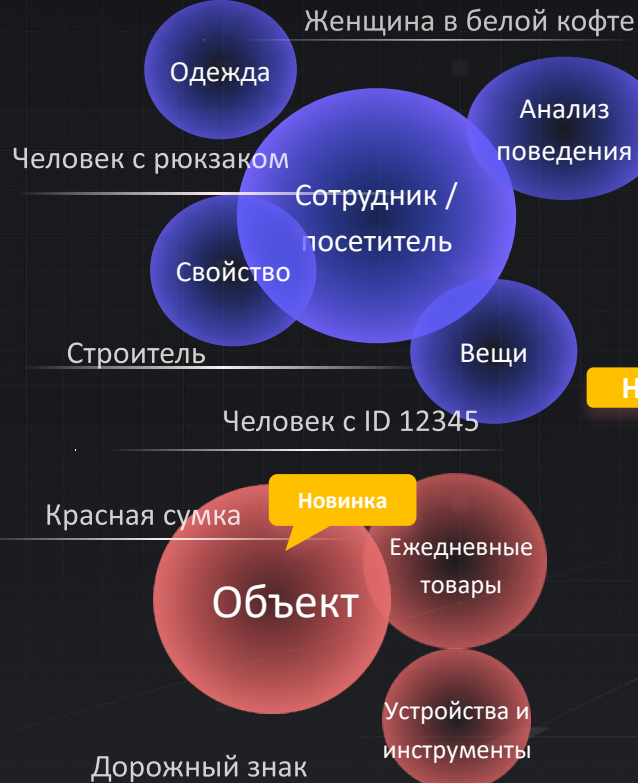 Женщина в белой кофте
Одежда
Анализ
поведения
Человек с рюкзаком
Сотрудник /
посетитель
Свойство
Строитель
Вещи
Н
Человек с ID 12345
Новинка
Красная сумка
Ежедневные
товары
Объект
Устройства и
инструменты
Дорожный знак